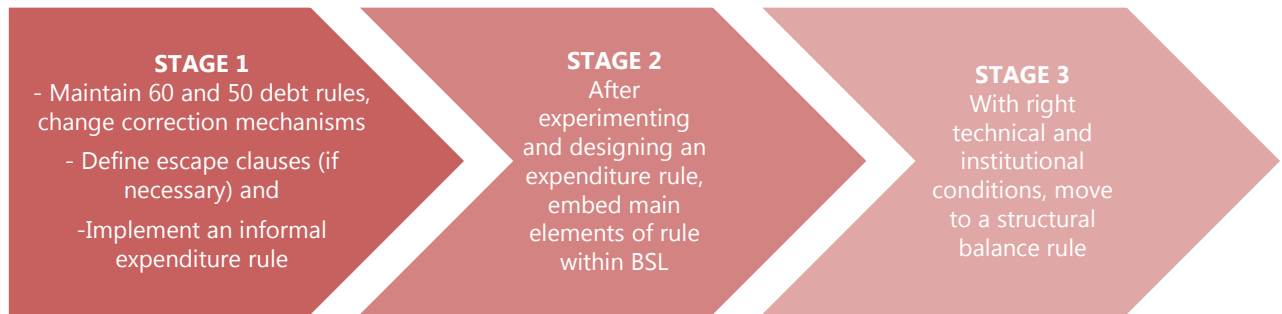 STAGE 1
- Maintain 60 and 50 debt rules,
change correction mechanisms
- Define escape clauses (if
necessary) and
-Implement an informal
expenditure rule
STAGE 2
After
experimenting
and designing an
expenditure rule,
embed main
elements of rule
within BSL
STAGE 3
With right
technical and
institutional
conditions, move
to a structural
balance rule